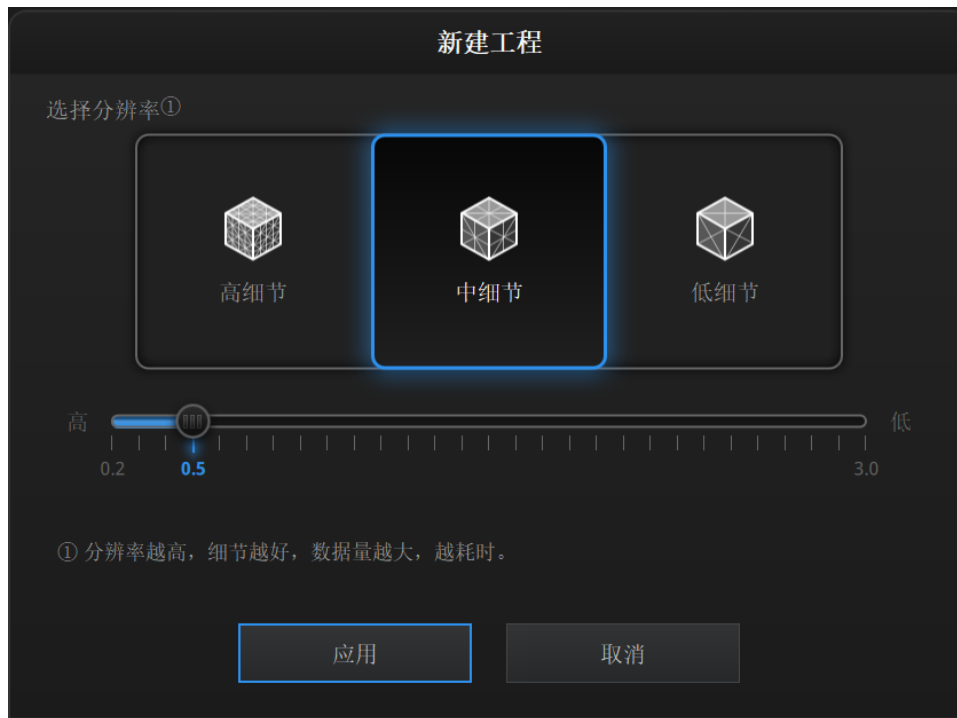 新建工程
选择分辨率①
高细节 中细节 低细节
高 低
0.2 0.5 3.0
① 分辨率越高，细节越好，数据量越大，越耗时。
应用 取消